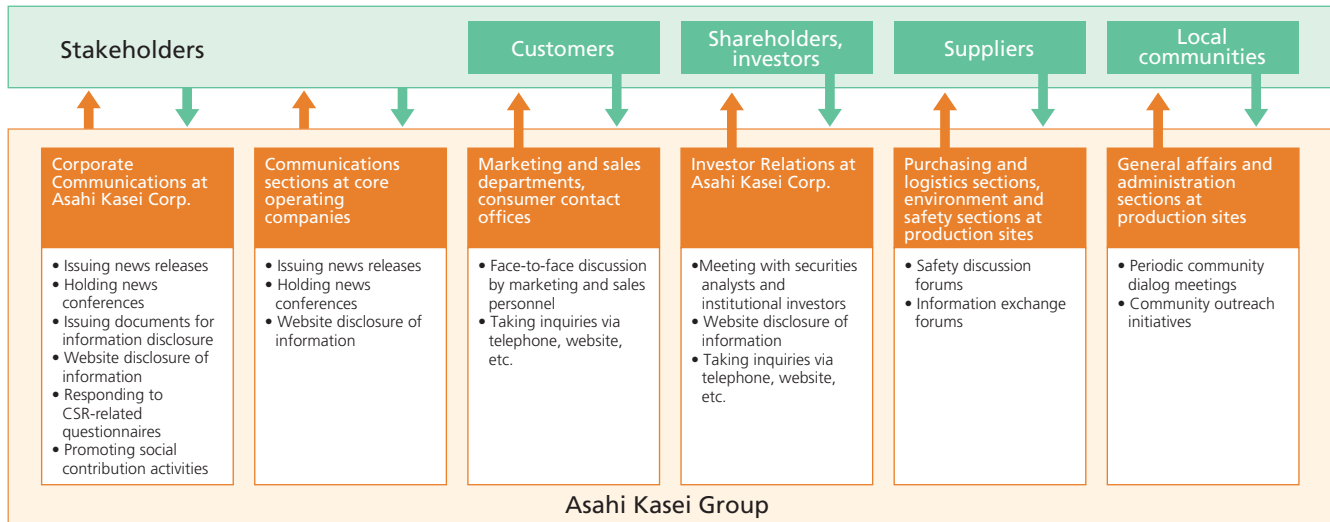 Stakeholders
Customers
Shareholders,
investors
Suppliers
Local
communities
Corporate
Communications at
Asahi Kasei Corp.
• Issuing news releases
• Holding news
conferences
• Issuing documents for
information disclosure
• Website disclosure of
information
• Responding to
CSR-related
questionnaires
• Promoting social
contribution activities
Communications
sections at core
operating
companies
• Issuing news releases
• Holding news
conferences
• Website disclosure of
information
Marketing and sales
departments,
consumer contact
offices
• Face-to-face discussion
by marketing and sales
personnel
• Taking inquiries via
telephone, website,
etc.
Investor Relations at
Asahi Kasei Corp.
•Meeting with securities
analysts and
institutional investors
• Website disclosure of
information
• Taking inquiries via
telephone, website,
etc.
Purchasing and
logistics sections,
environment and
safety sections at
production sites
• Safety discussion
forums
• Information exchange
forums
General affairs and
administration
sections at
production sites
• Periodic community
dialog meetings
• Community outreach
initiatives
Asahi Kasei Group